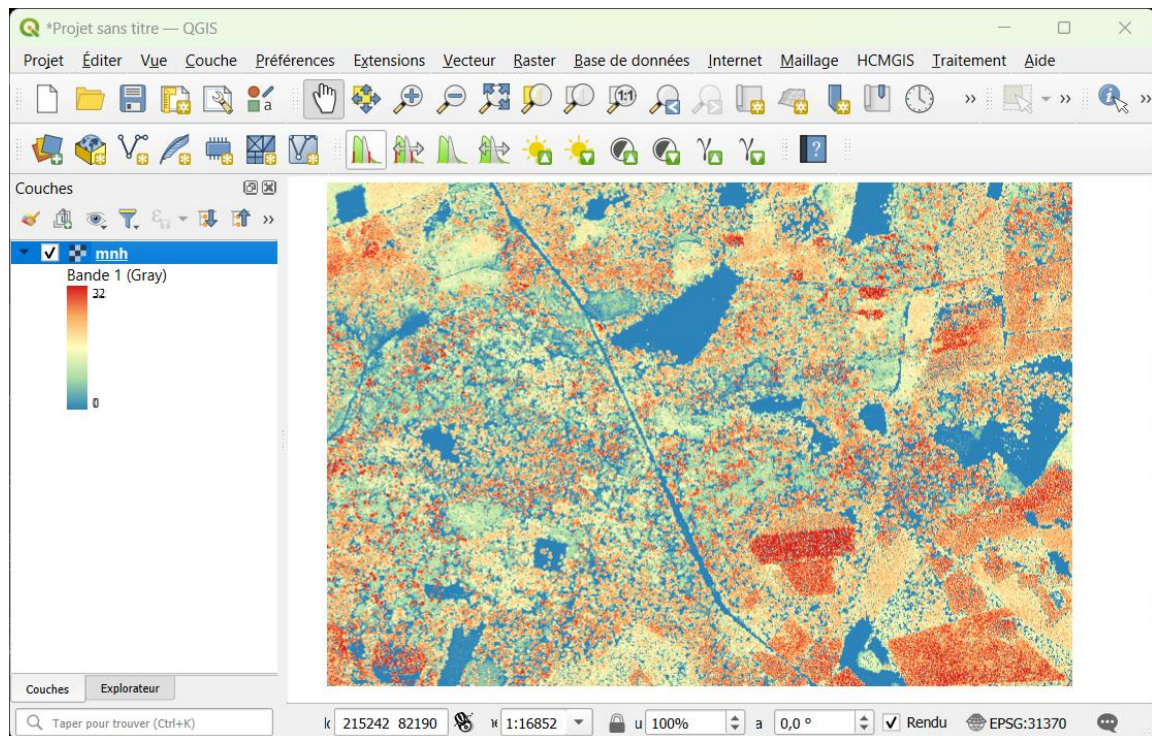 *Projet sans titre — QGIS
Projet Éditer Vue Couche Préférences Extensions Vecteur Raster Base de données Internet Maillage HCMGIS Traitement Aide
a 1:1 » » »
?
Couches
»
mnh
Bande 1 (Gray)
32
0
Couches Explorateur
Taper pour trouver (Ctrl+K) 215242 82190 1:16852 u 100% a 0,0 ° Rendu EPSG:31370